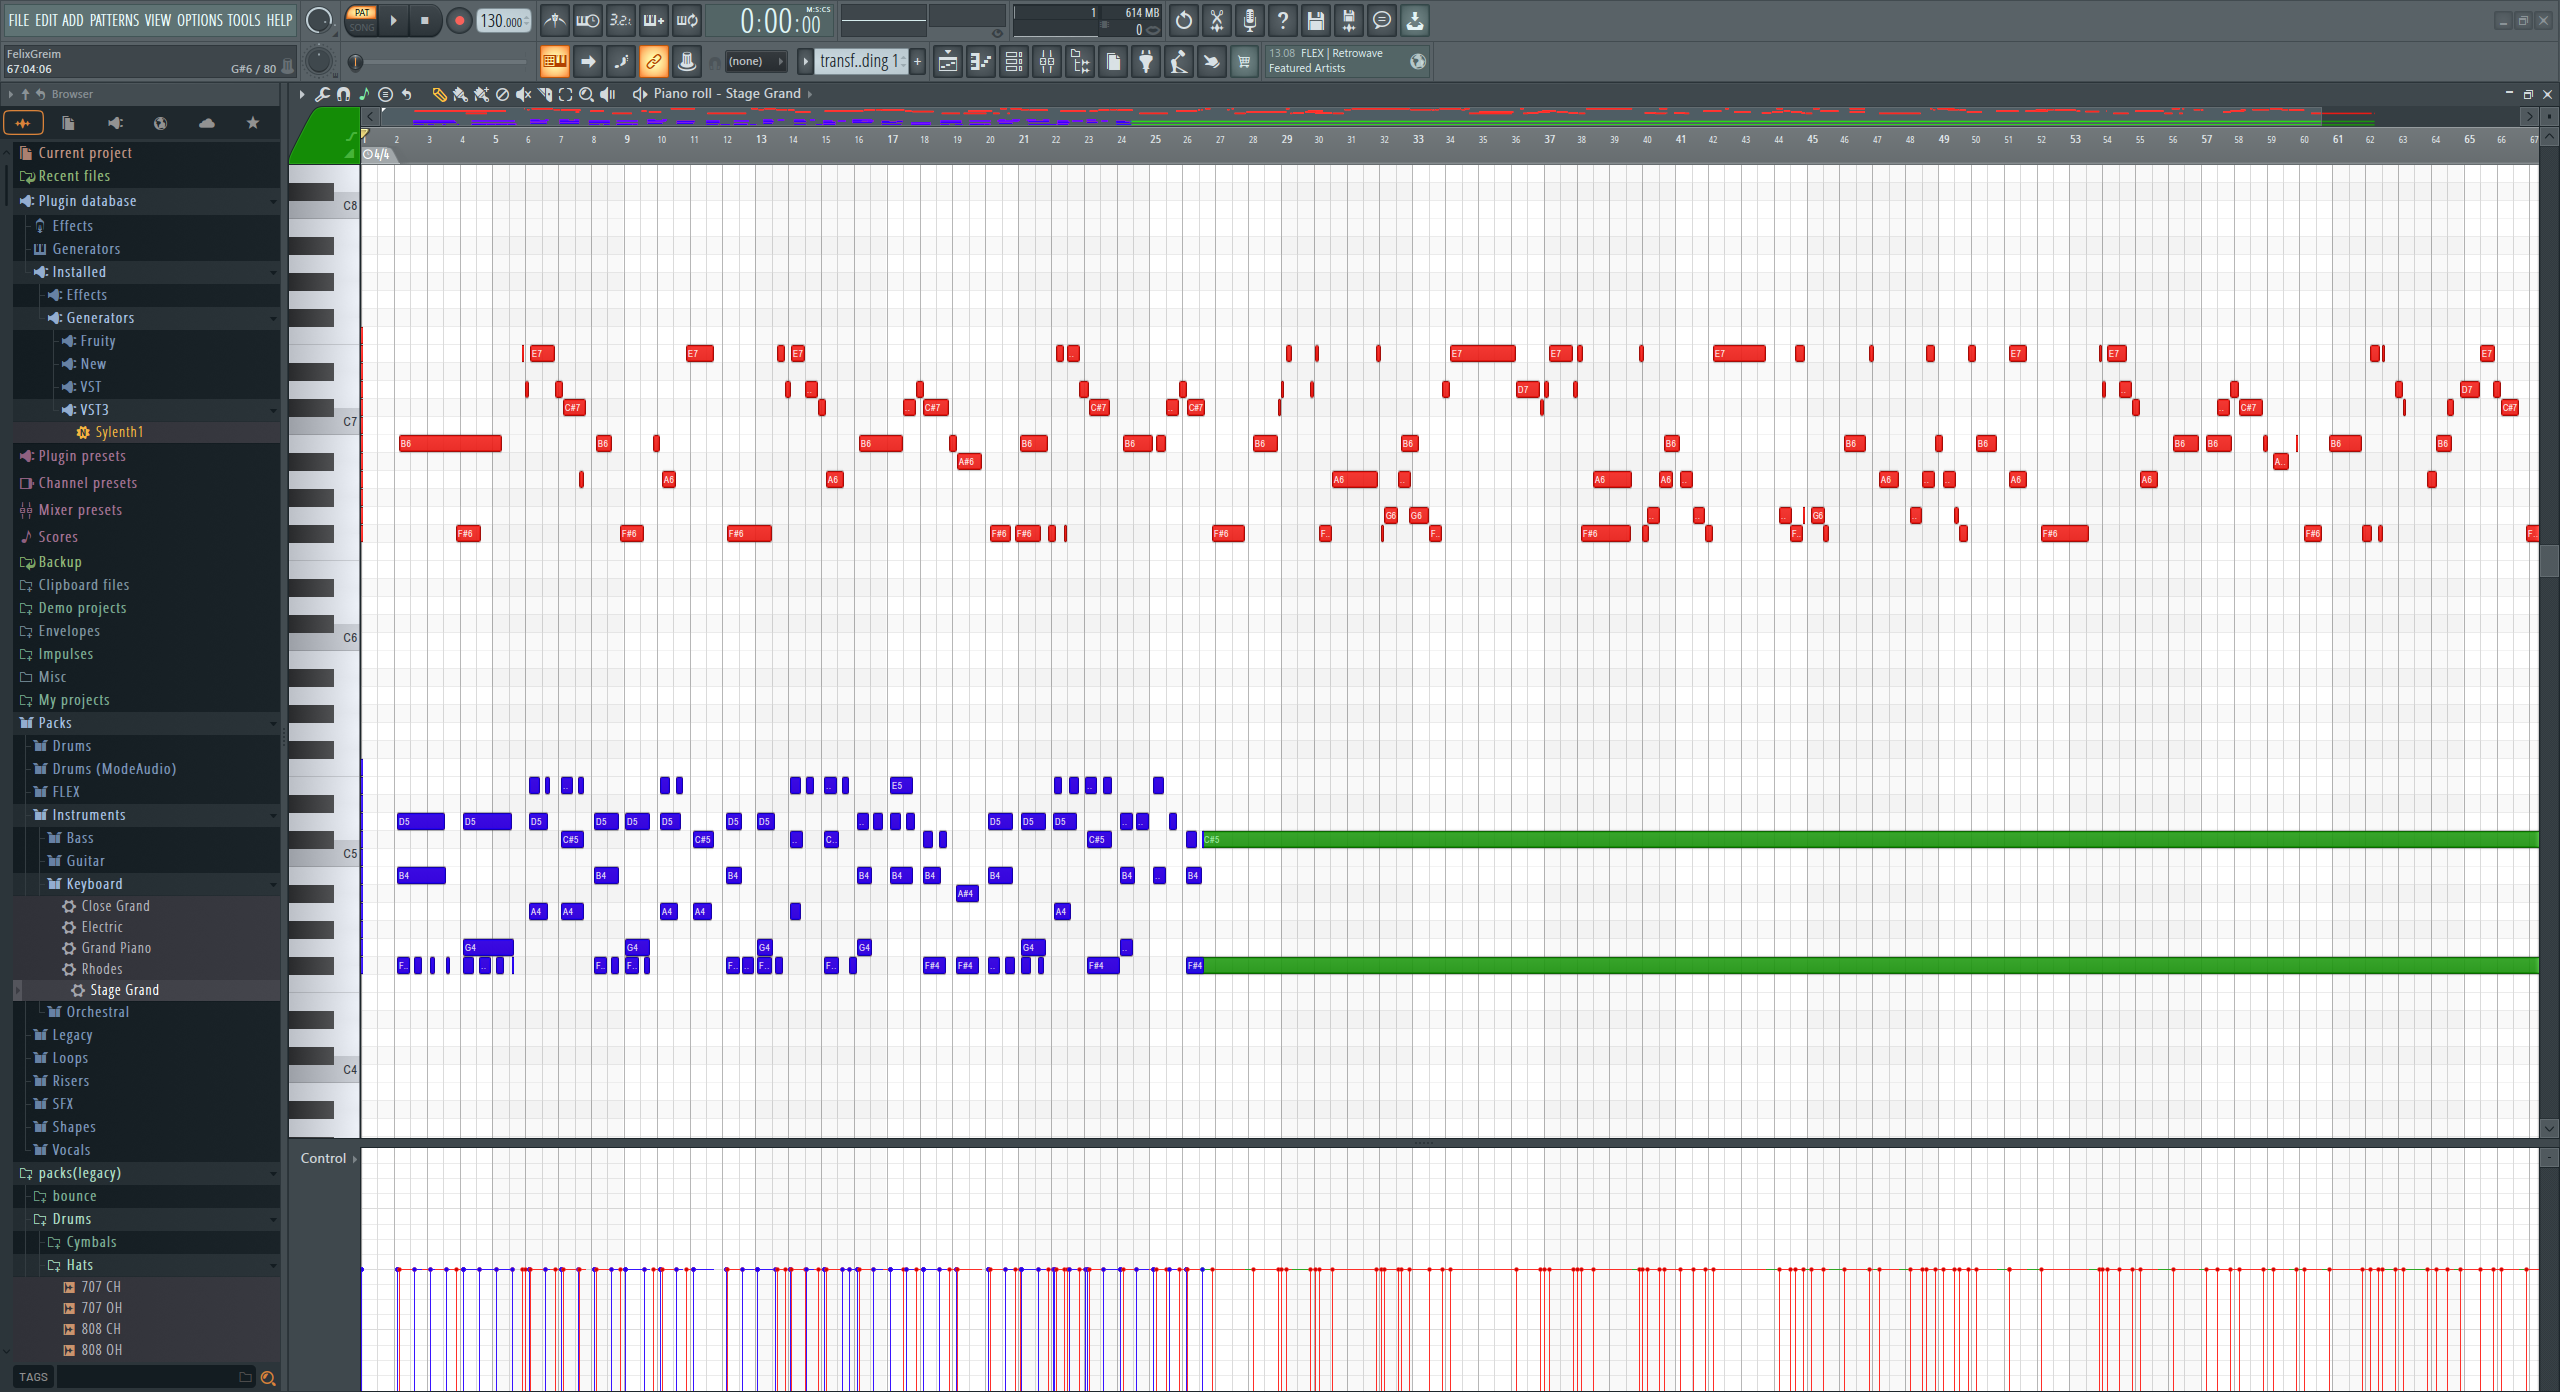 FILE EDIT ADD PATTERNS VIEW OPTIONS TOOLS HELP
PAT
SONG
130.000
3.2.
0:00:00
M:S:CS
1
614 MB
0
FelixGreim
67:04:06
G#6 / 80
(none)
transf..ding 1
+
13.08 FLEX | Retrowave
Featured Artists
Browser
Piano roll - Stage Grand
Current project
Recent files
Plugin database
Effects
Generators
Installed
Effects
Generators
Fruity
New
VST
VST3
Sylenth1
Plugin presets
Channel presets
Mixer presets
Scores
Backup
Clipboard files
Demo projects
Envelopes
Impulses
Misc
My projects
Packs
Drums
Drums (ModeAudio)
FLEX
Instruments
Bass
Guitar
Keyboard
Close Grand
Electric
Grand Piano
Rhodes
Stage Grand
Orchestral
Legacy
Loops
Risers
SFX
Shapes
Vocals
packs(legacy)
bounce
Drums
Cymbals
Hats
707 CH
707 OH
808 CH
808 OH
TAGS
1 2 3 4 5 6 7 8 9 10 11 12 13 14 15 16 17 18 19 20 21 22 23 24 25 26 27 28 29 30 31 32 33 34 35 36 37 38 39 40 41 42 43 44 45 46 47 48 49 50 51 52 53 54 55 56 57 58 59 60 61 62 63 64 65 66 67
4/4
C8
E7 E7 E7 E7 E7 E7 E7 E7 E7
D7 D7
C#7 C#7 C#7 C#7 C#7 C#7
C7
B6 B6 B6 B6 B6 B6 B6 B6 B6 B6 B6 B6 B6 B6
A#6 A..
A6 A6 A6 A6 A6 A6 A6 A6
G6 G6 G6
F#6 F#6 F#6 F#6 F#6 F#6 F.. F.. F#6 F.. F#6 F#6 F..
C6
E5
D5 D5 D5 D5 D5 D5 D5 D5 D5 D5 D5
C#5 C#5 C.. C#5 C#5
C5
B4 B4 B4 B4 B4 B4 B4 B4 B4
A#4
A4 A4 A4 A4 A4
G4 G4 G4 G4 G4
F.. F.. F.. F.. F.. F.. F#4 F#4 F#4 F#4
C4
Control